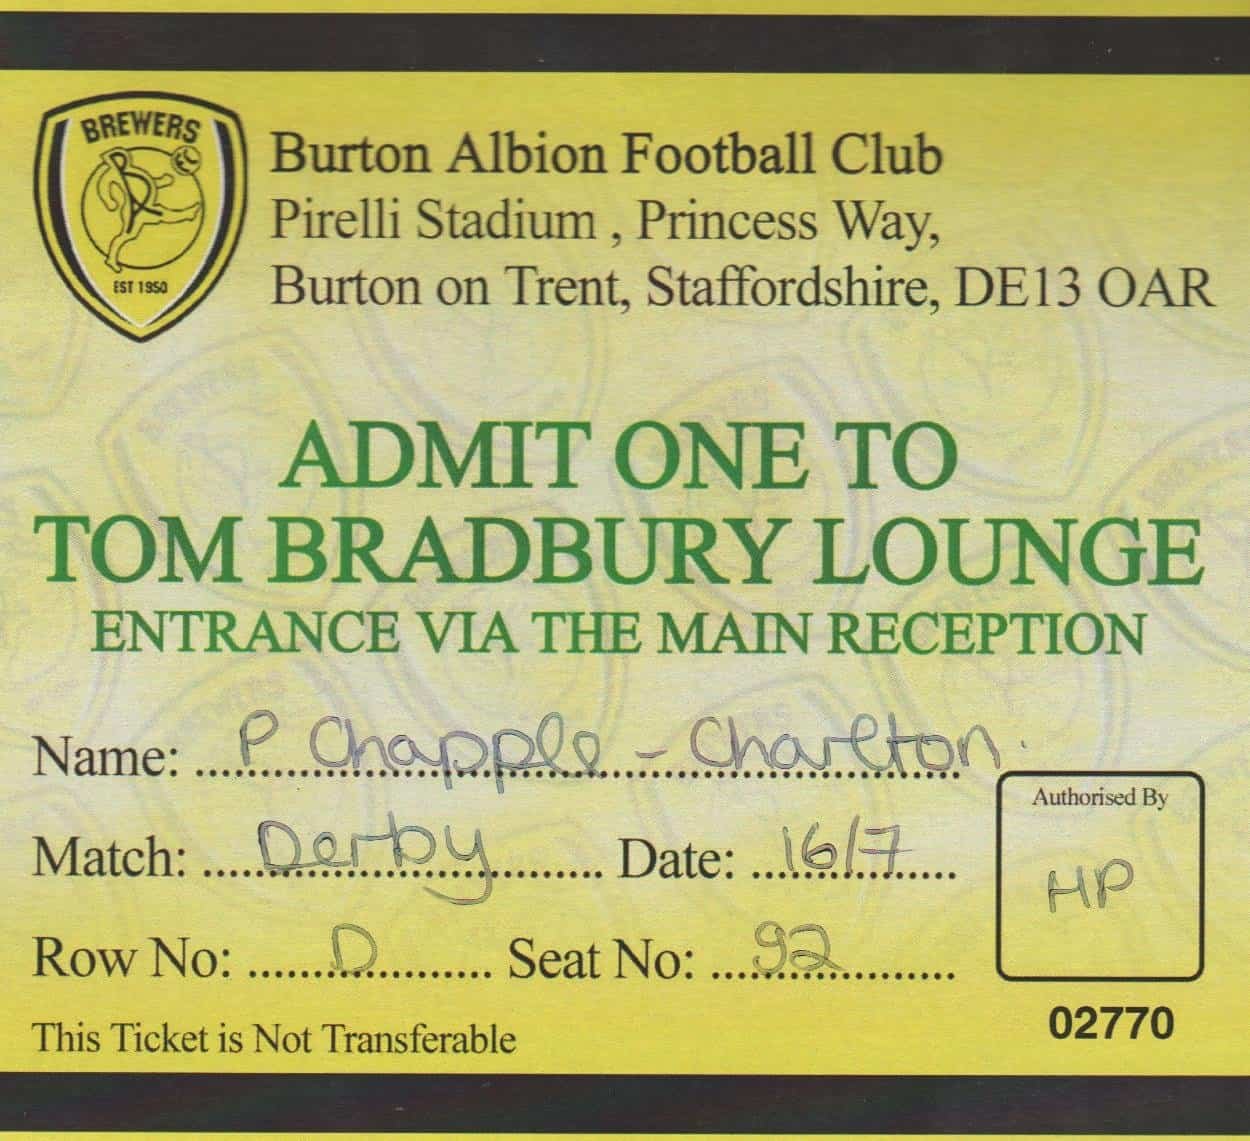 BREWERS
EST 1950
Burton Albion Football Club
Pirelli Stadium , Princess Way,
Burton on Trent, Staffordshire, DE13 OAR
ADMIT ONE TO
TOM BRADBURY LOUNGE
ENTRANCE VIA THE MAIN RECEPTION
Name: P Chapple - Charlton.
Match: Derby Date: 16/7
Row No: D Seat No: 92
Authorised By
HP
02770
This Ticket is Not Transferable